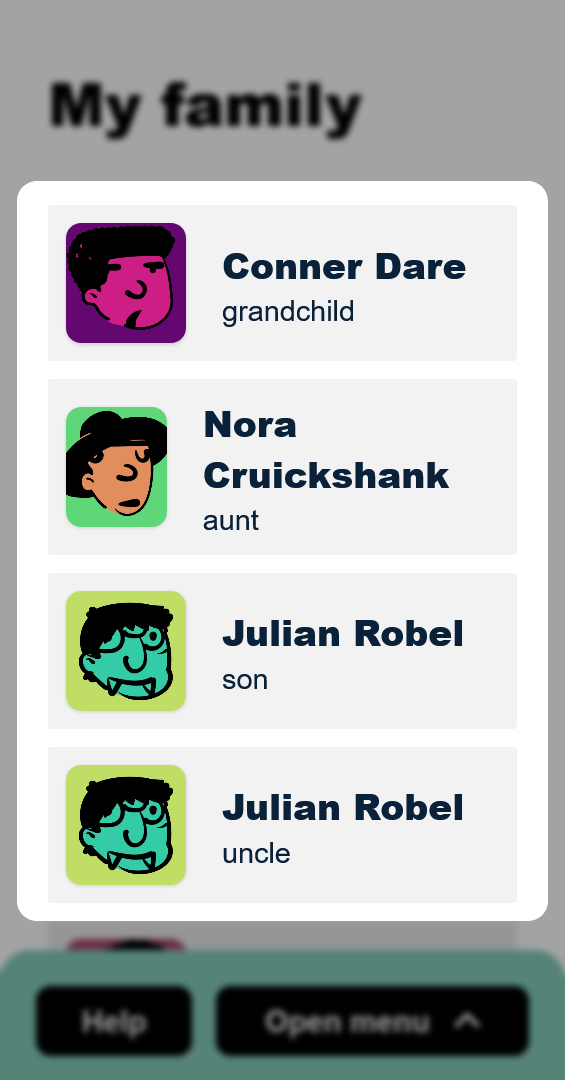 My family
Conner Dare
grandchild
Nora
Cruickshank
aunt
Julian Robel
son
Julian Robel
uncle
Help
Open menu